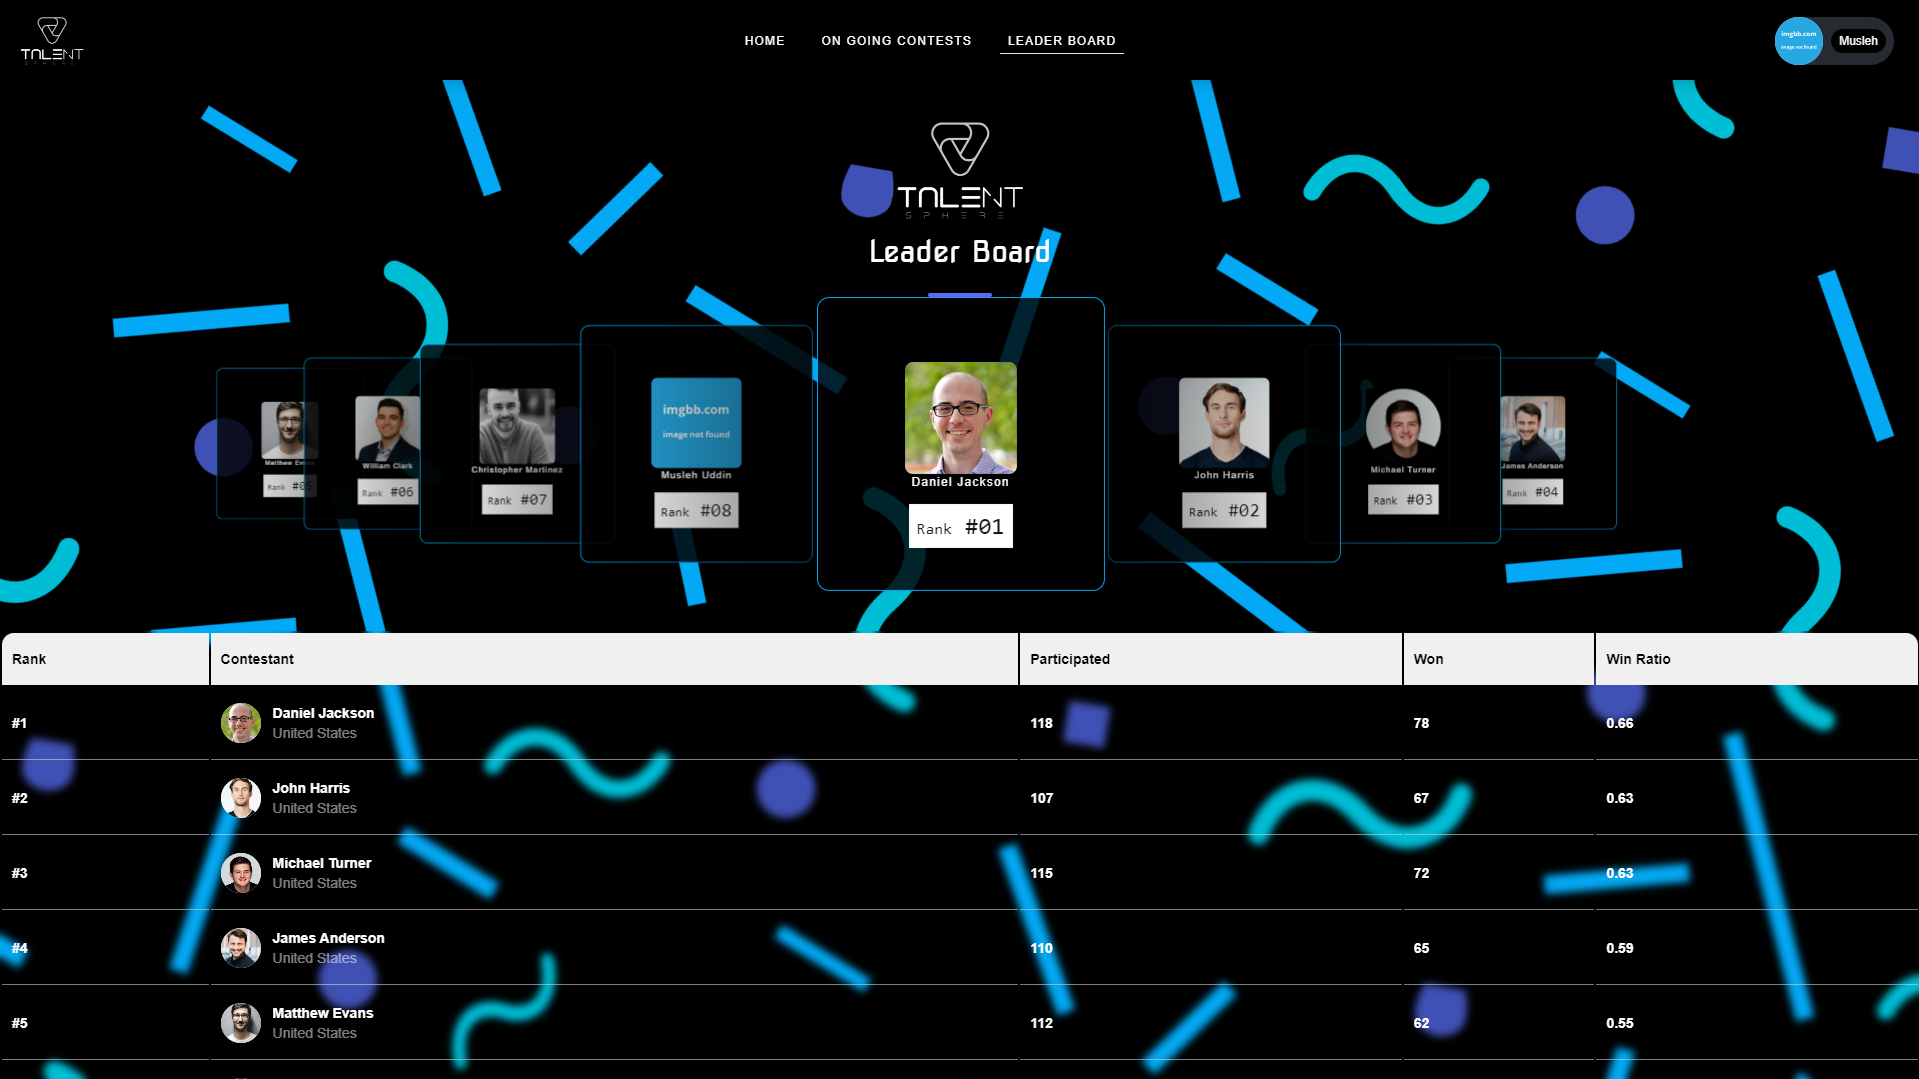 TALENT
SPHERE
HOME
ON GOING CONTESTS
LEADER BOARD
imgbb.com
image not found
Musleh
TALENT
SPHERE
Leader Board
Matthew Evans
Rank #05
William Clark
Rank #06
Christopher Martinez
Rank #07
imgbb.com
image not found
Musleh Uddin
Rank #08
Daniel Jackson
Rank #01
John Harris
Rank #02
Michael Turner
Rank #03
James Anderson
Rank #04
Rank Contestant Participated Won Win Ratio
#1 Daniel Jackson 118 78 0.66
United States
#2 John Harris 107 67 0.63
United States
#3 Michael Turner 115 72 0.63
United States
#4 James Anderson 110 65 0.59
United States
#5 Matthew Evans 112 62 0.55
United States